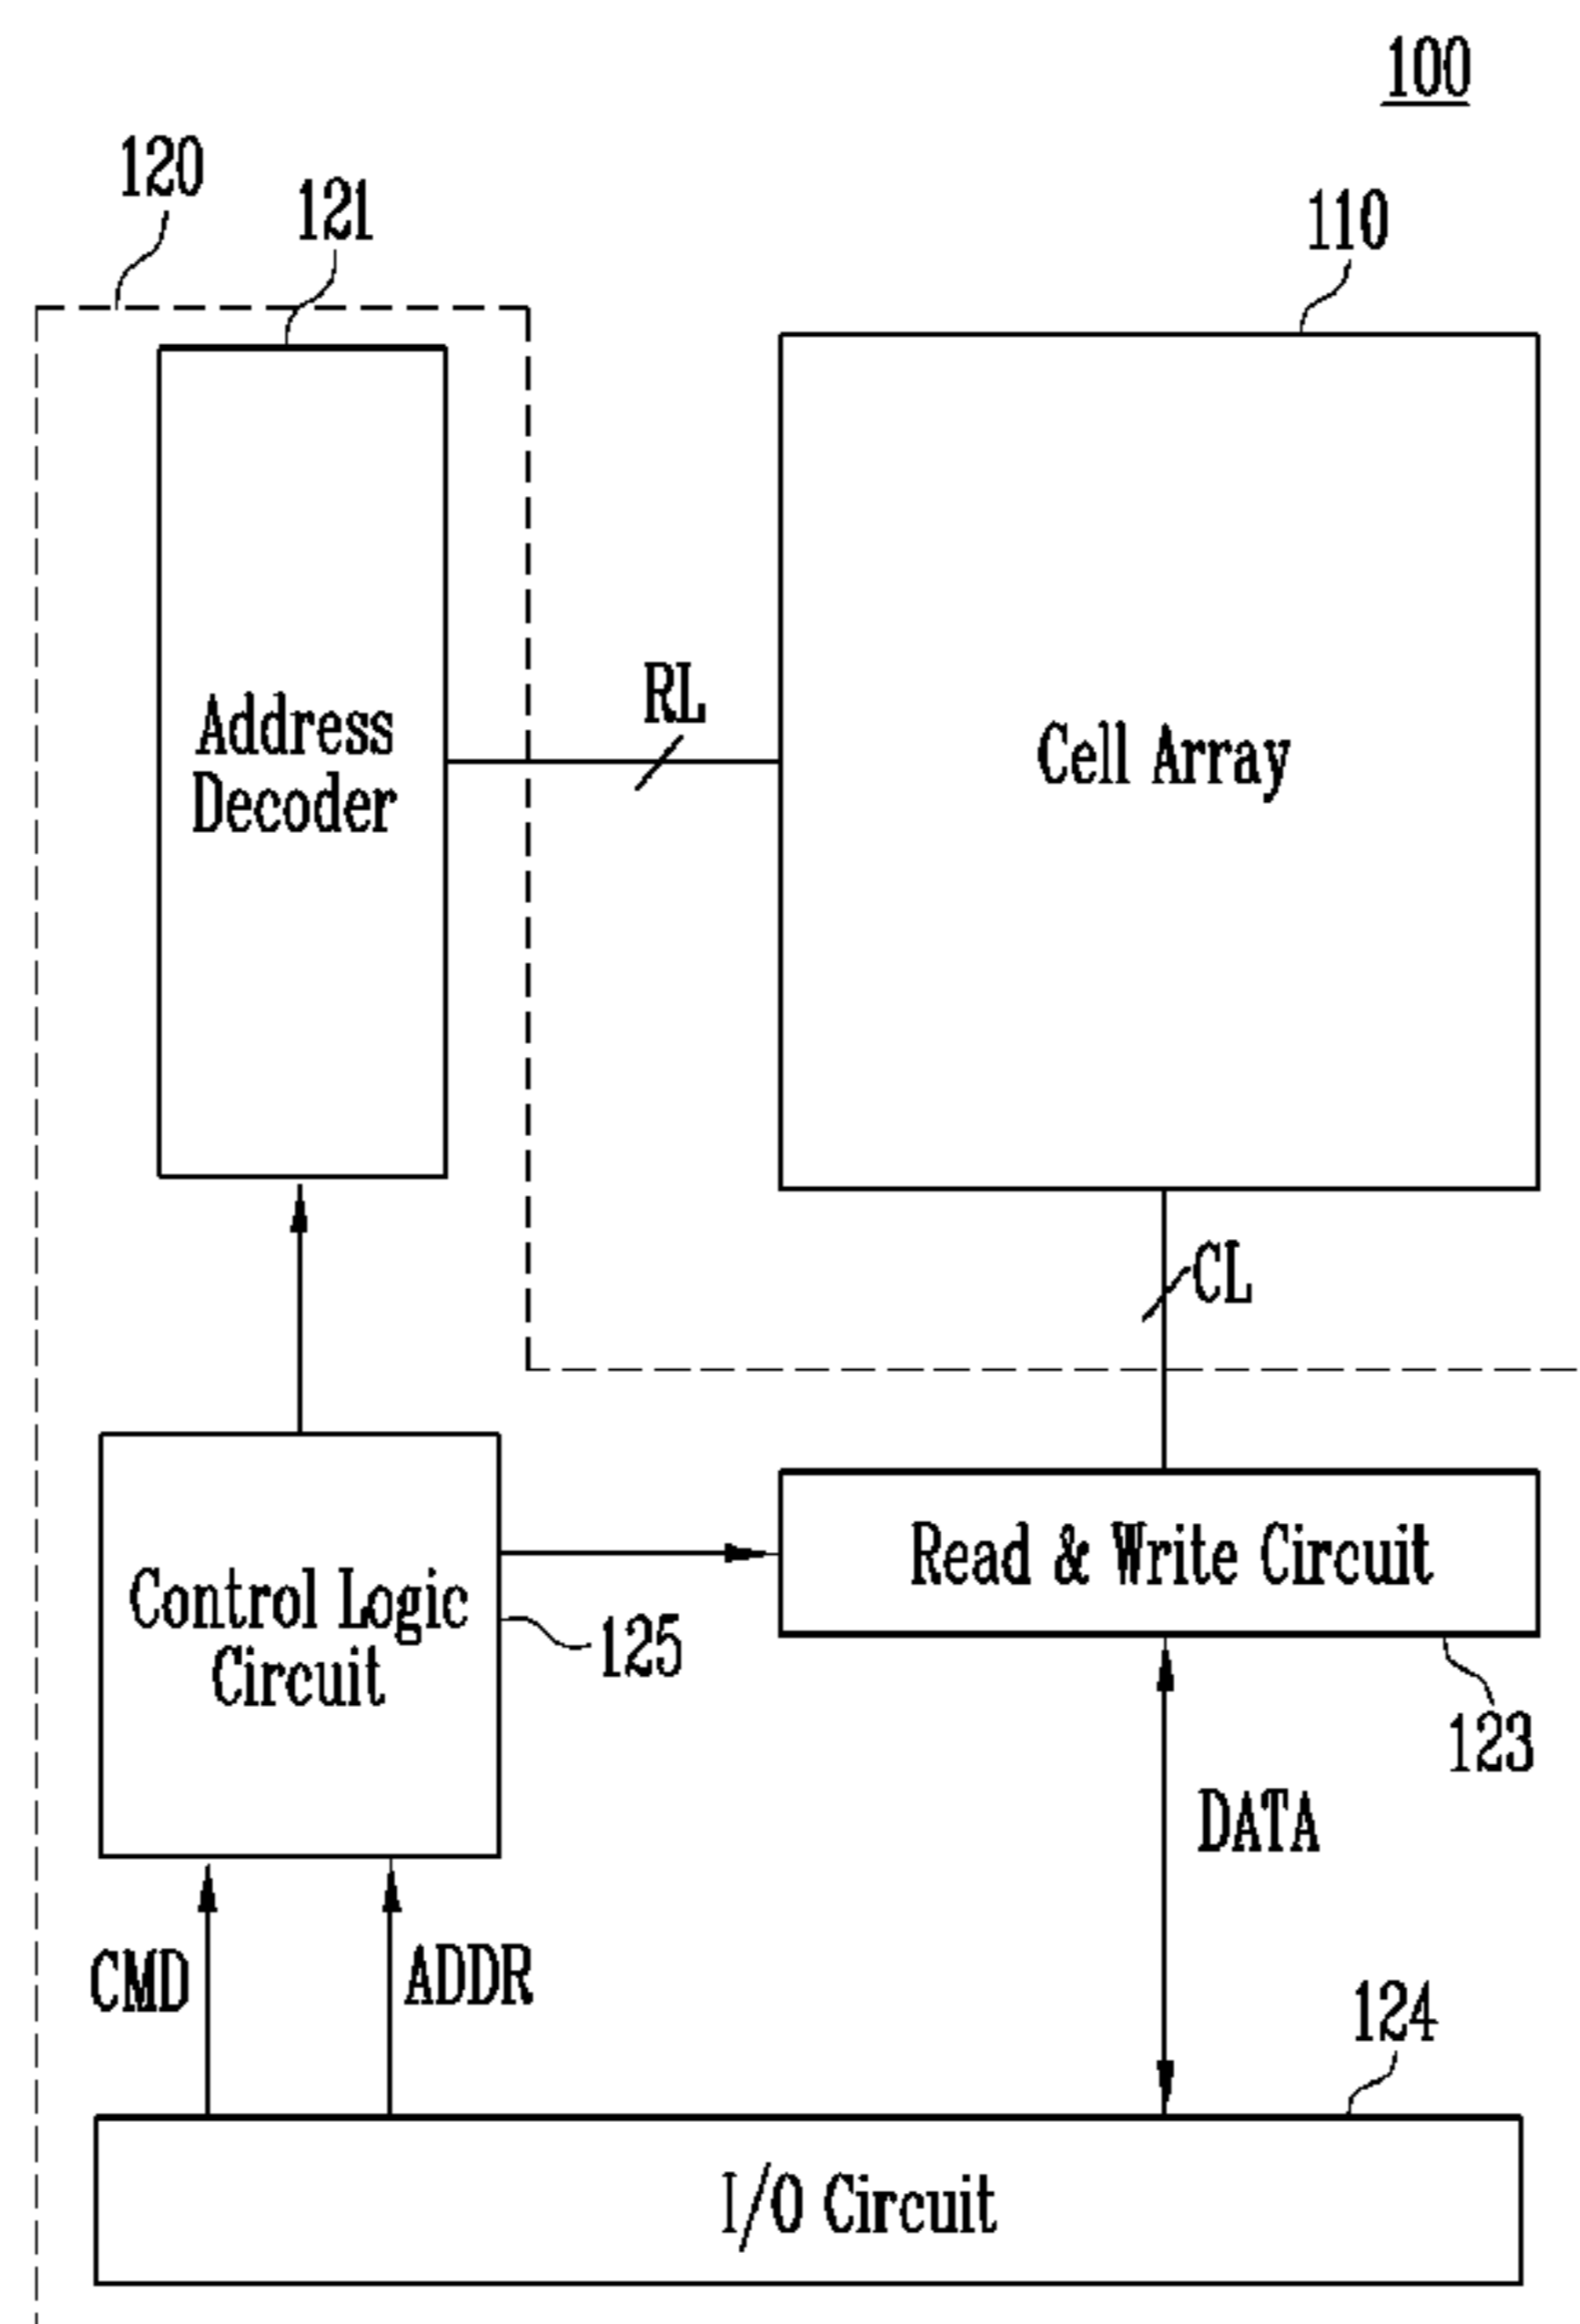 100
120
121
110
Address
Decoder
RL
Cell Array
CL
Control Logic
Circuit
125
Read & Write Circuit
123
DATA
CMD
ADDR
124
I/O Circuit